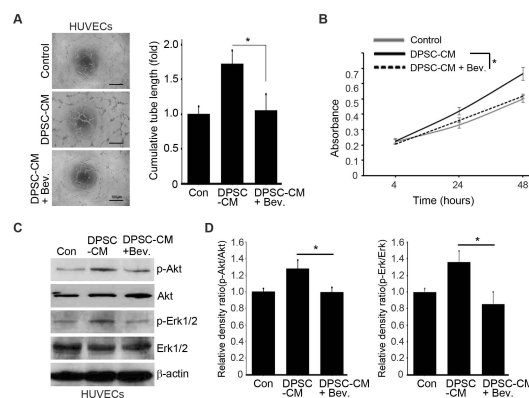 A
HUVECs
Control
DPSC-CM
DPSC-CM
+ Bev.
Cumulative tube length (fold)
2.0
1.5
1.0
0.5
0
*
Con
DPSC
-CM
DPSC-CM
+ Bev.
B
Control
DPSC-CM
DPSC-CM + Bev.
*
Absorbance
0.7
0.6
0.5
0.4
0.3
0.2
0.1
0
4
24
48
Time (hours)
C
Con
DPSC
-CM
DPSC-CM
+Bev.
p-Akt
Akt
p-Erk1/2
Erk1/2
β-actin
HUVECs
D
Relative density ratio(p-Akt/Akt)
1.6
1.4
1.2
1.0
0.8
0.6
0.4
0.2
0
*
Con
DPSC
-CM
DPSC-CM
+ Bev.
Relative density ratio(p-Erk/Erk)
1.6
1.4
1.2
1.0
0.8
0.6
0.4
0.2
0
*
Con
DPSC
-CM
DPSC-CM
+ Bev.